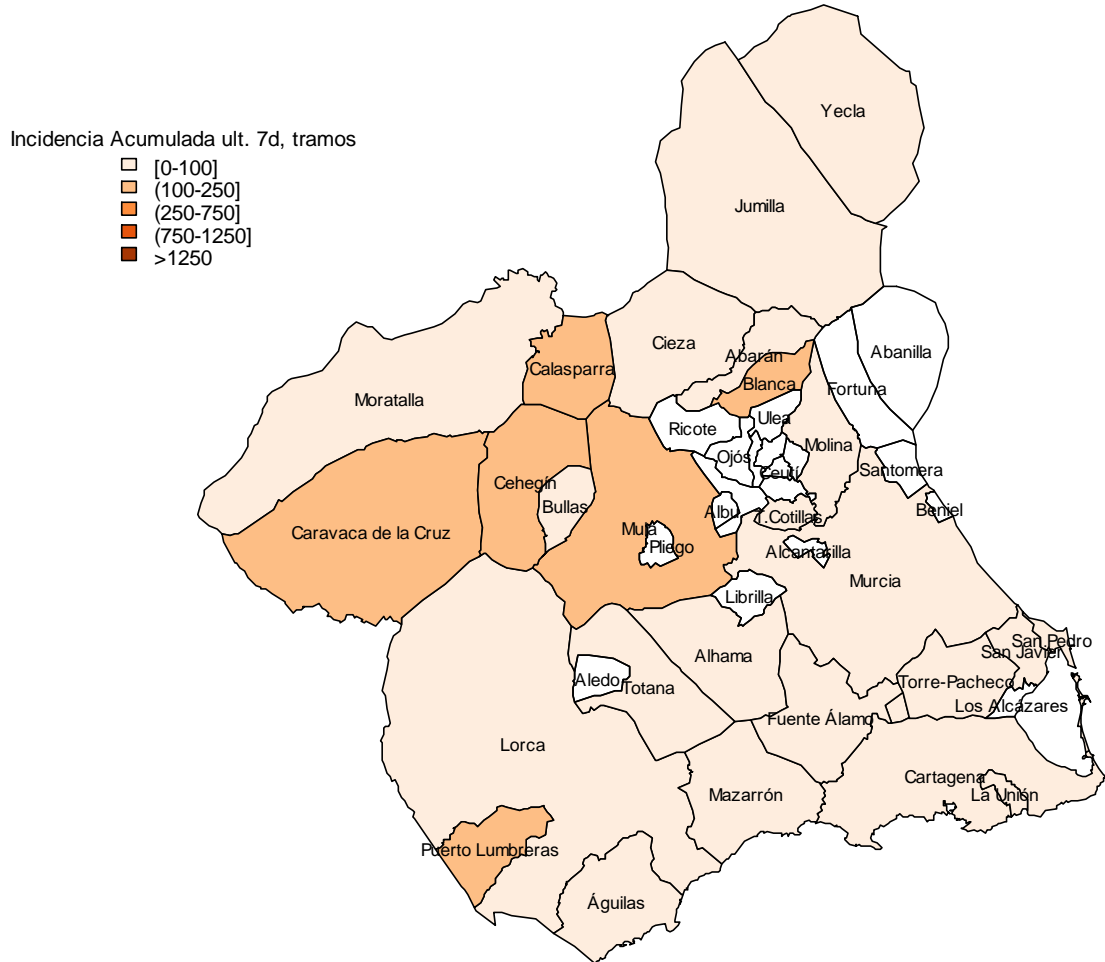 Incidencia Acumulada ult. 7d, tramos
[0-100]
(100-250]
(250-750]
(750-1250]
>1250
Yecla
Jumilla
Cieza
Abarán
Abanilla
Calasparra
Blanca
Fortuna
Moratalla
Ulea
Ricote
Molina
Ojós
Ceutí
Santomera
Cehegín
Bullas
Albu
T.Cotillas
Beniel
Caravaca de la Cruz
Mula
Pliego
Alcantarilla
Murcia
Librilla
San Pedro
San Javier
Alhama
Aledo
Totana
Torre-Pacheco
Los Alcázares
Fuente Álamo
Lorca
Cartagena
La Unión
Mazarrón
Puerto Lumbreras
Águilas